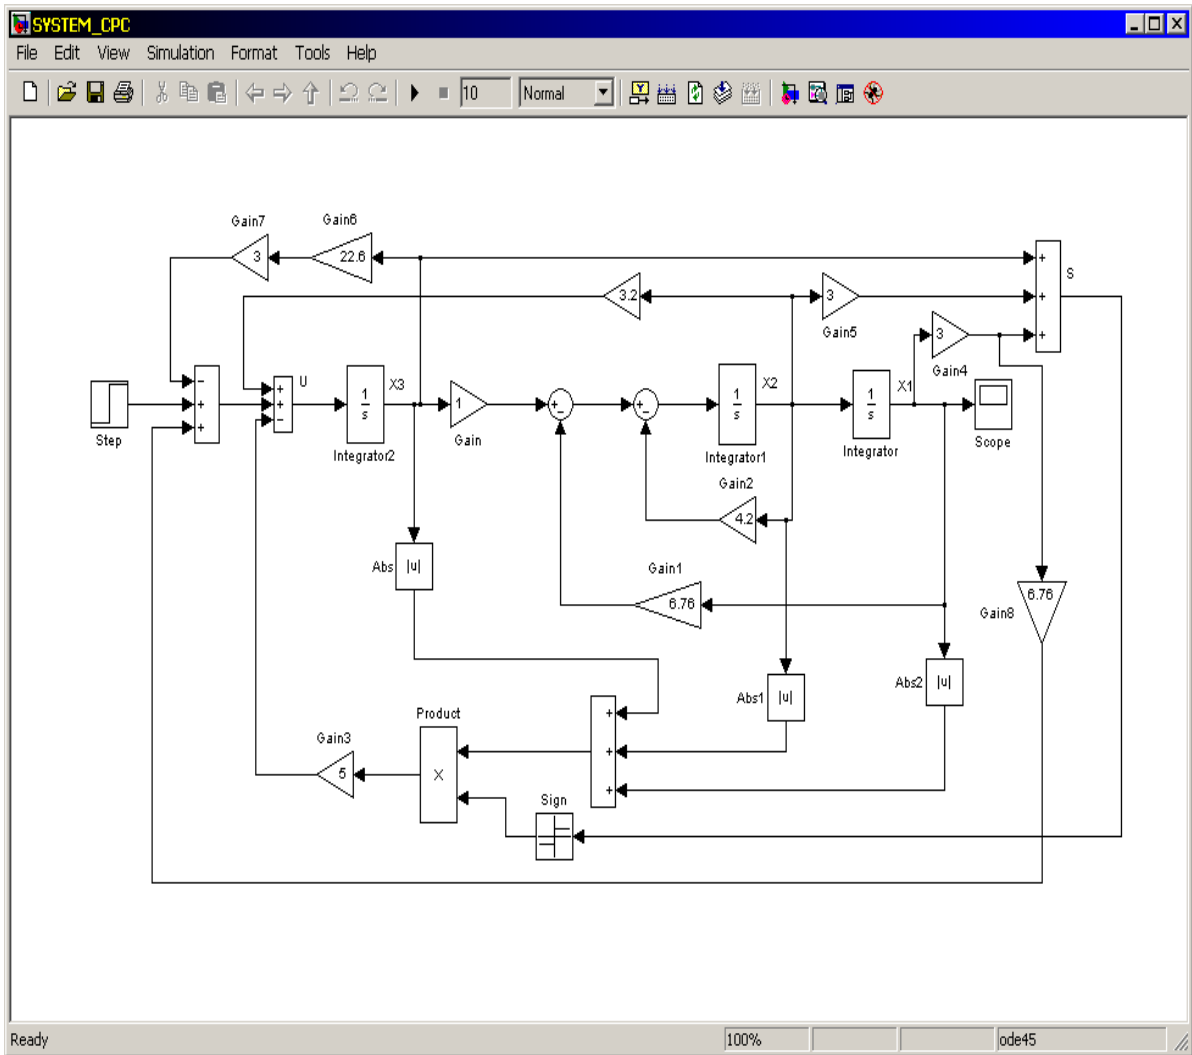 SYSTEM_CPC
File Edit View Simulation Format Tools Help
10 Normal
Gain7 Gain6
3 22.6
+
S
3.2 3 +
Gain5
3 +
Gain4
−
U
+ X3 X2 X1
Step + + 1/s 1 + − + − 1/s 1/s Scope
+ −
Integrator2 Gain Integrator1 Integrator
Gain2
4.2
Abs |u|
Gain1
6.76 6.76
Gain8
Abs1 |u| Abs2 |u|
Product +
Gain3 +
5 X +
Sign
Ready 100% ode45